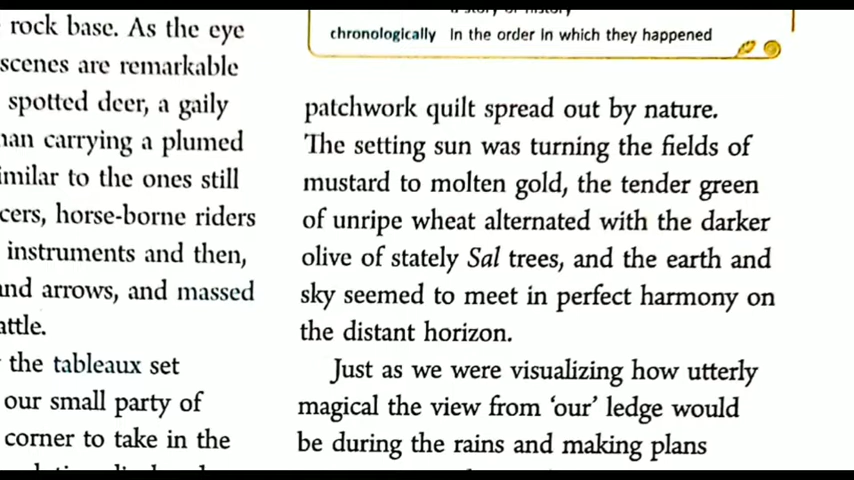 rock base. As the eye
scenes are remarkable
spotted deer, a gaily
carrying a plumed
to the ones still
horse-borne riders
instruments and then,
arrows, and massed
the tableaux set
our small party of
corner to take in the
chronologically In the order in which they happened
patchwork quilt spread out by nature.
The setting sun was turning the fields of
mustard to molten gold, the tender green
of unripe wheat alternated with the darker
olive of stately Sal trees, and the earth and
sky seemed to meet in perfect harmony on
the distant horizon.
Just as we were visualizing how utterly
magical the view from ‘our’ ledge would
be during the rains and making plans